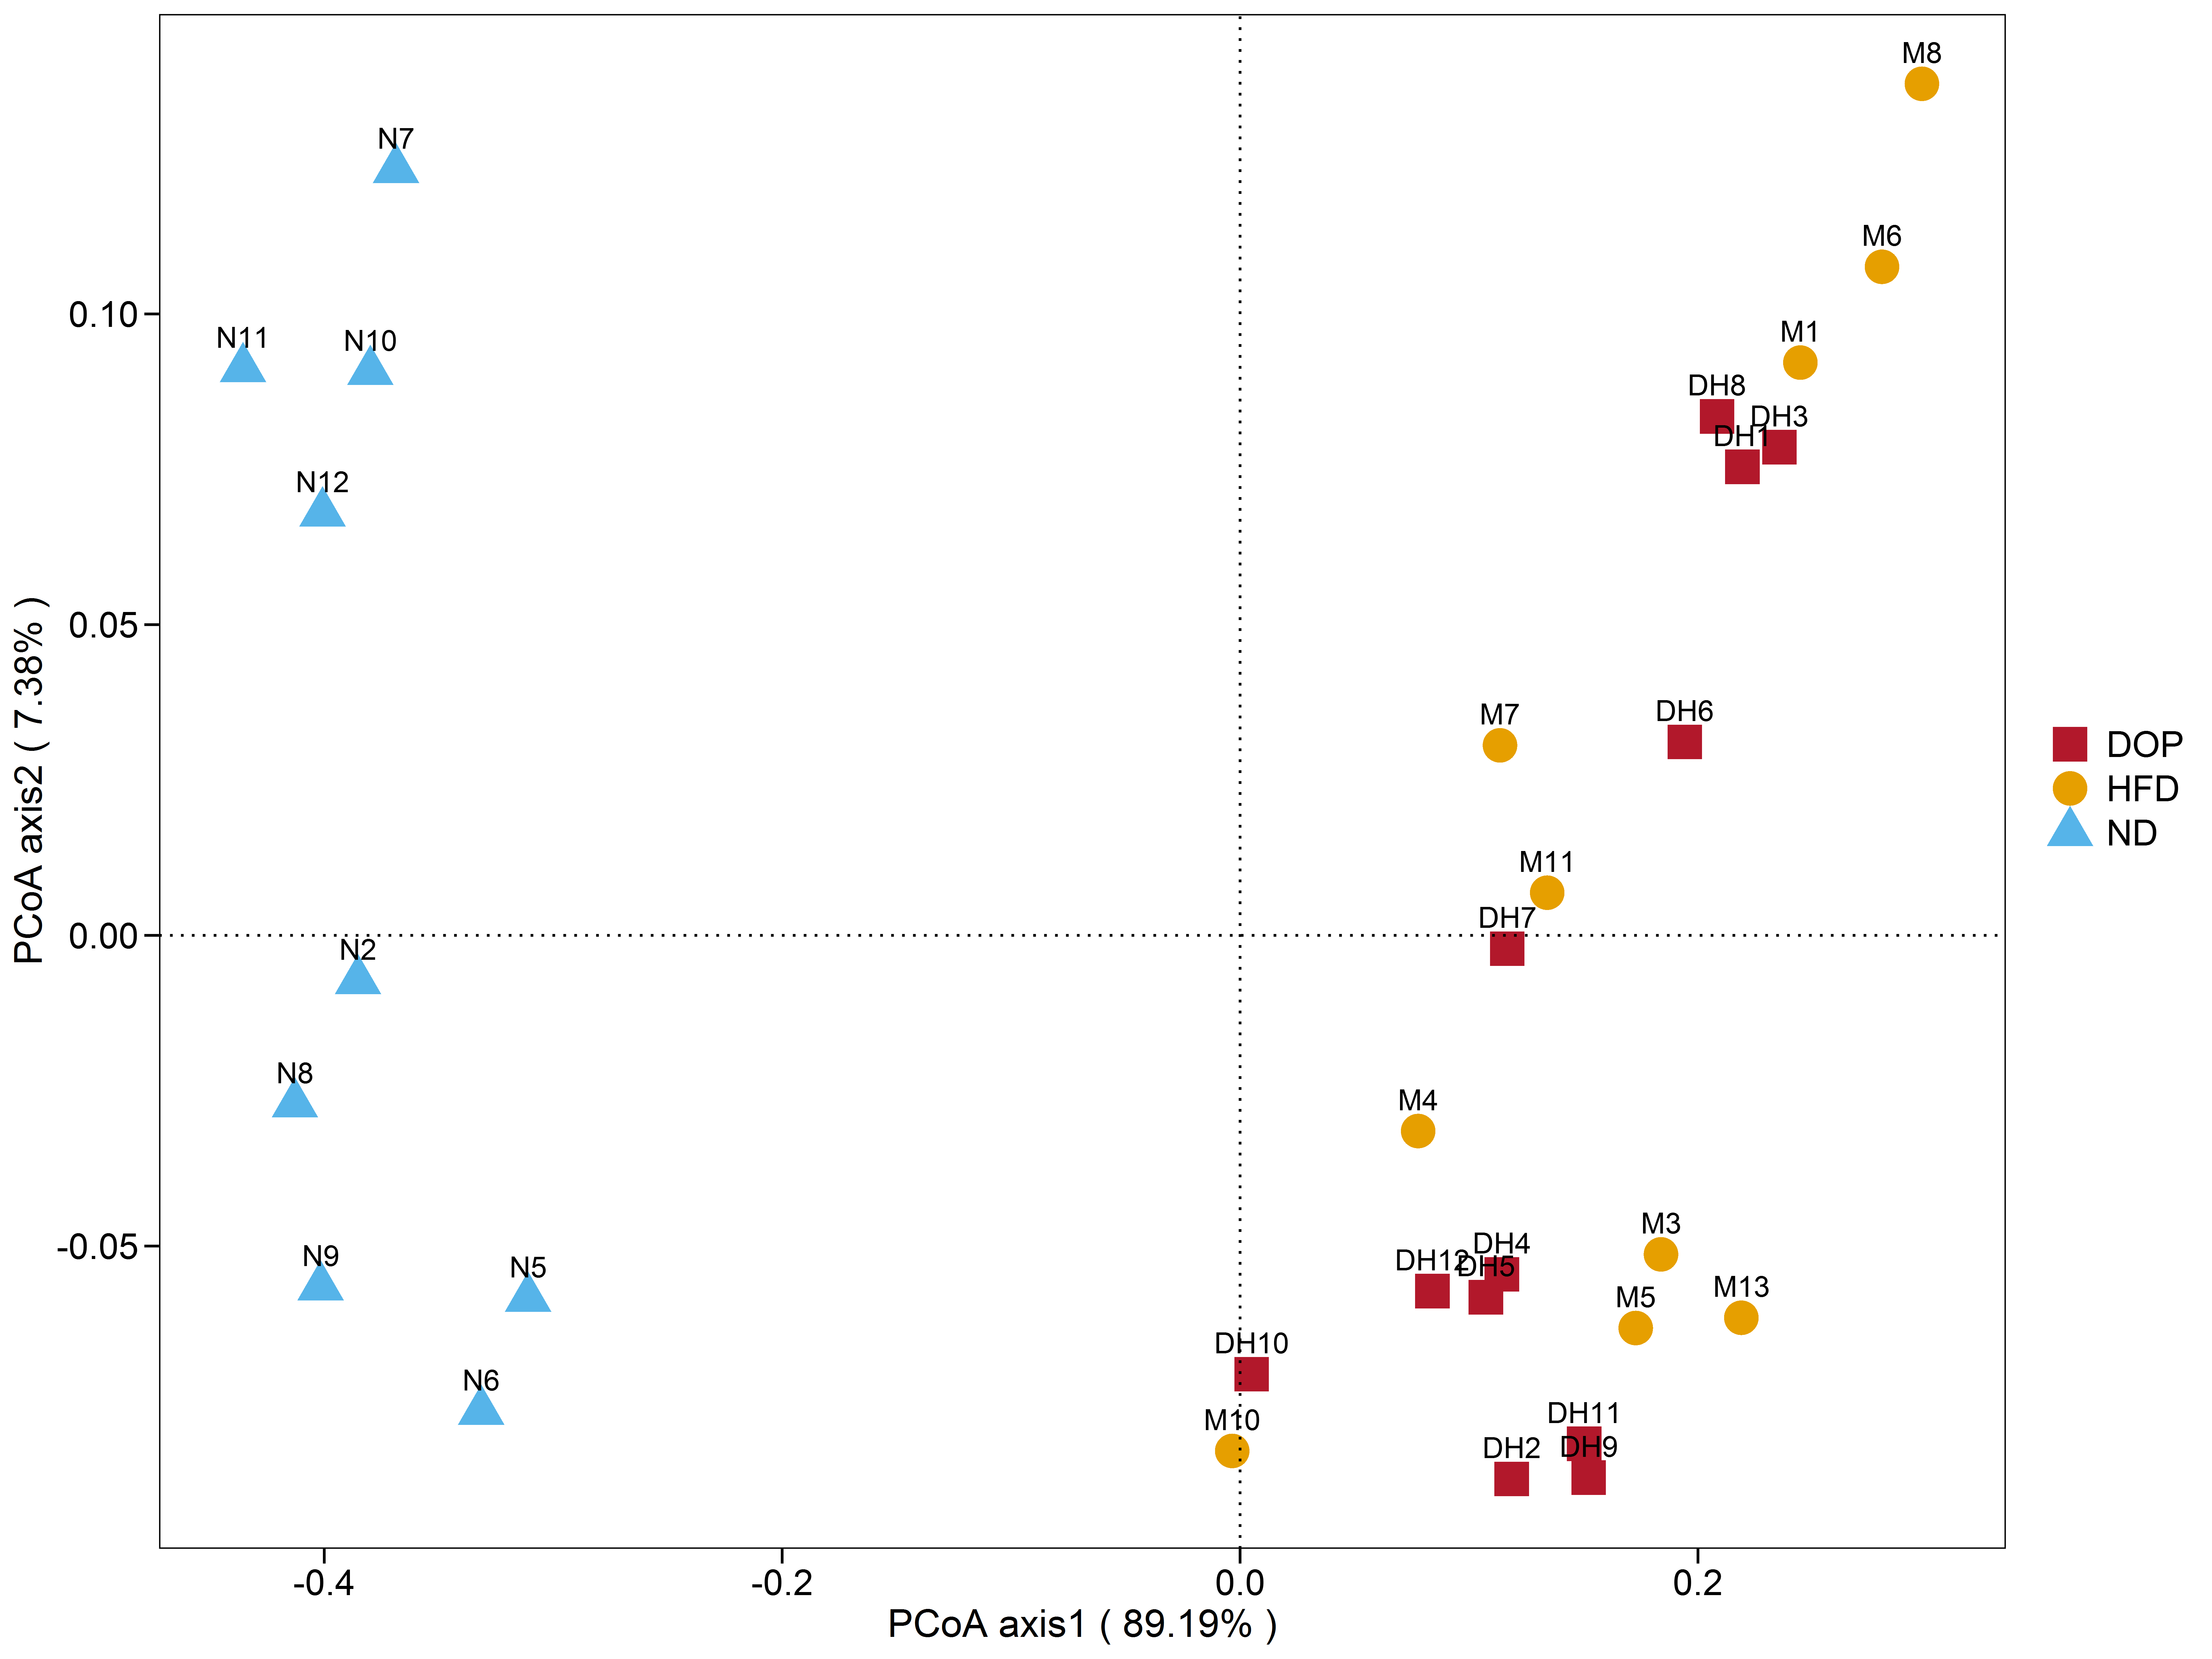 M8
N7
M6
0.10
M1
N11
N10
DH8
DH3
DH1
N12
0.05
DH6
M7
DOP
HFD
ND
M11
DH7
0.00
N2
N8
M4
PCoA axis2 ( 7.38% )
M3
DH4
-0.05
N9
DH12
DH5
N5
M13
M5
DH10
N6
DH11
M10
DH9
DH2
-0.4
-0.2
0.0
0.2
PCoA axis1 ( 89.19% )